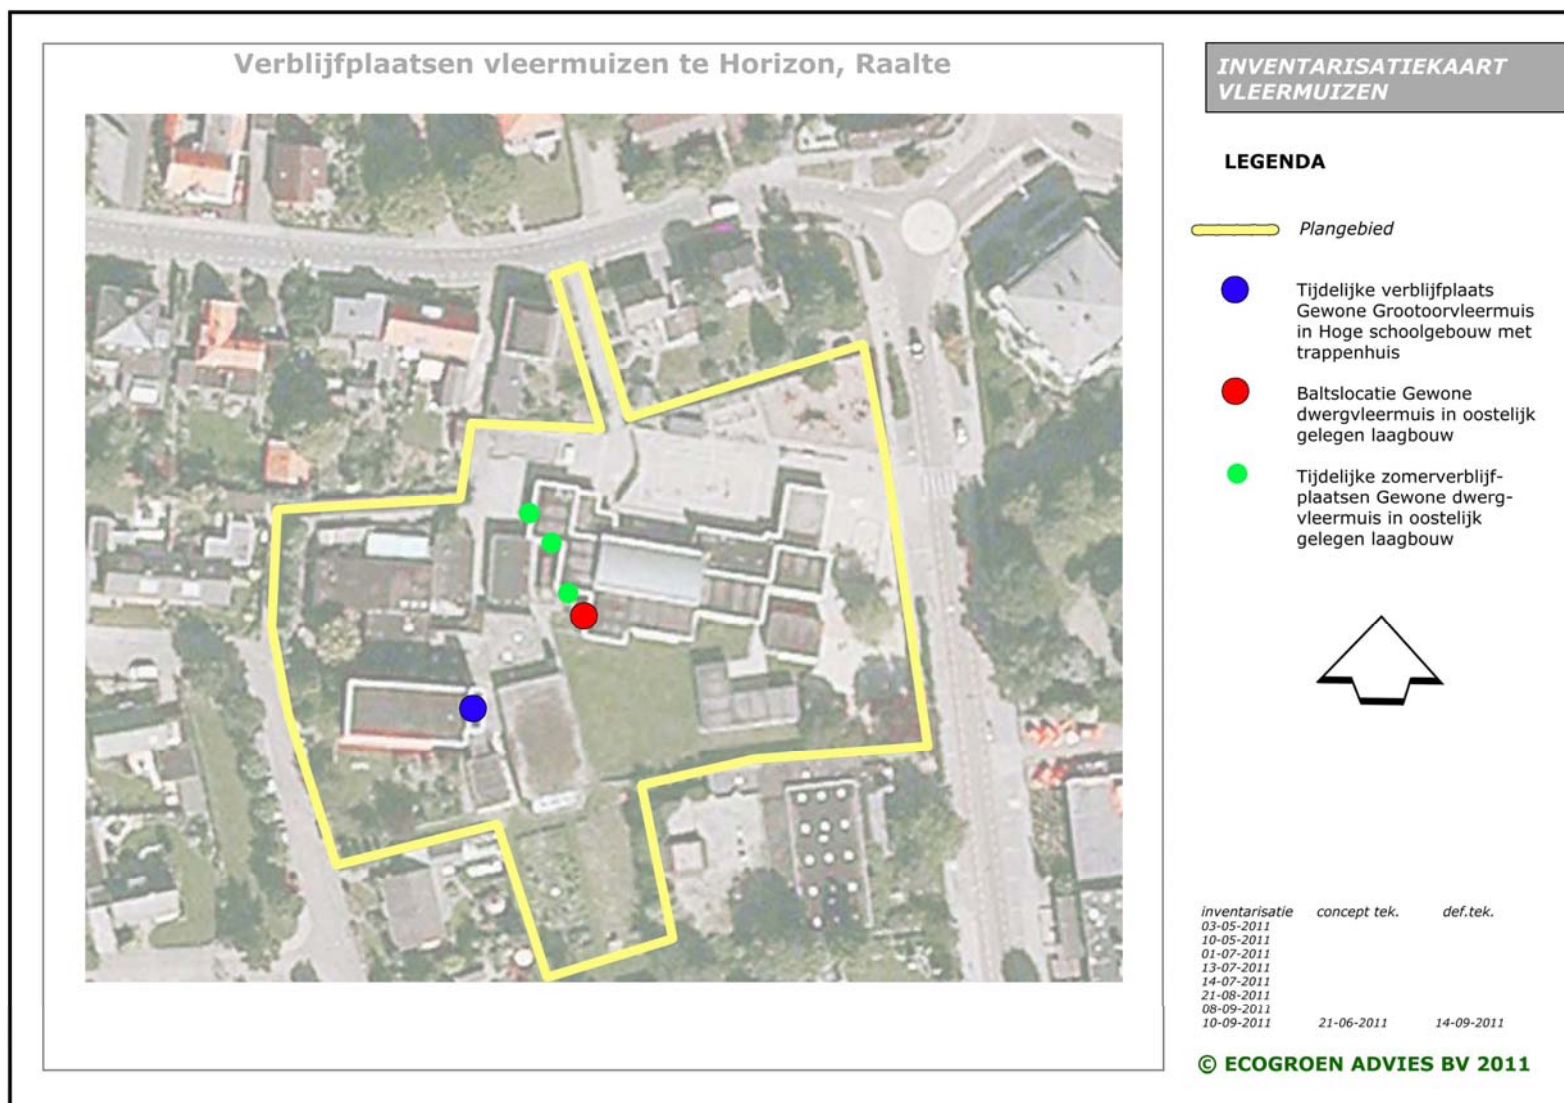 Verblijfplaatsen vleermuizen te Horizon, Raalte
INVENTARISATIEKAART
VLEERMUIZEN
LEGENDA
Plangebied
Tijdelijke verblijfplaats
Gewone Grootoorvleermuis
in Hoge schoolgebouw met
trappenhuis
Baltslocatie Gewone
dwergvleermuis in oostelijk
gelegen laagbouw
Tijdelijke zomerverblijf-
plaatsen Gewone dwerg-
vleermuis in oostelijk
gelegen laagbouw
inventarisatie concept tek. def.tek.
03-05-2011
10-05-2011
01-07-2011
13-07-2011
14-07-2011
21-08-2011
08-09-2011
10-09-2011 21-06-2011 14-09-2011
© ECOGROEN ADVIES BV 2011